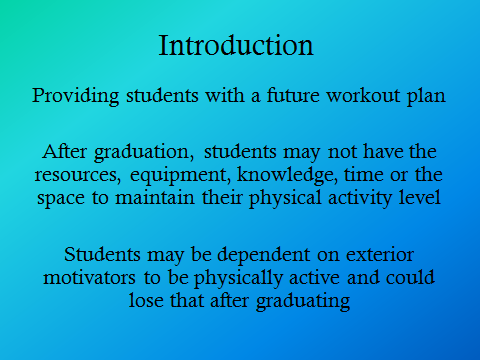 Introduction
Providing students with a future workout plan
After graduation, students may not have the
resources, equipment, knowledge, time or the
space to maintain their physical activity level
Students may be dependent on exterior
motivators to be physically active and could
lose that after graduating